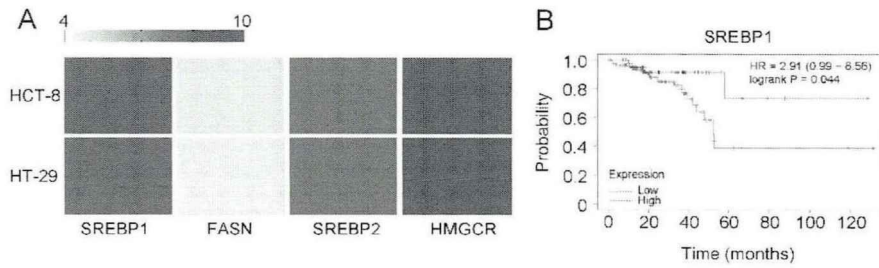 A
4 10
HCT-8
HT-29
SREBP1 FASN SREBP2 HMGCR
B
SREBP1
HR = 2.91 (0.99 – 8.55)
logrank P = 0.044
Probability
1.0
0.8
0.6
0.4
0.2
0
Expression
Low
High
0 20 40 60 80 100 120
Time (months)